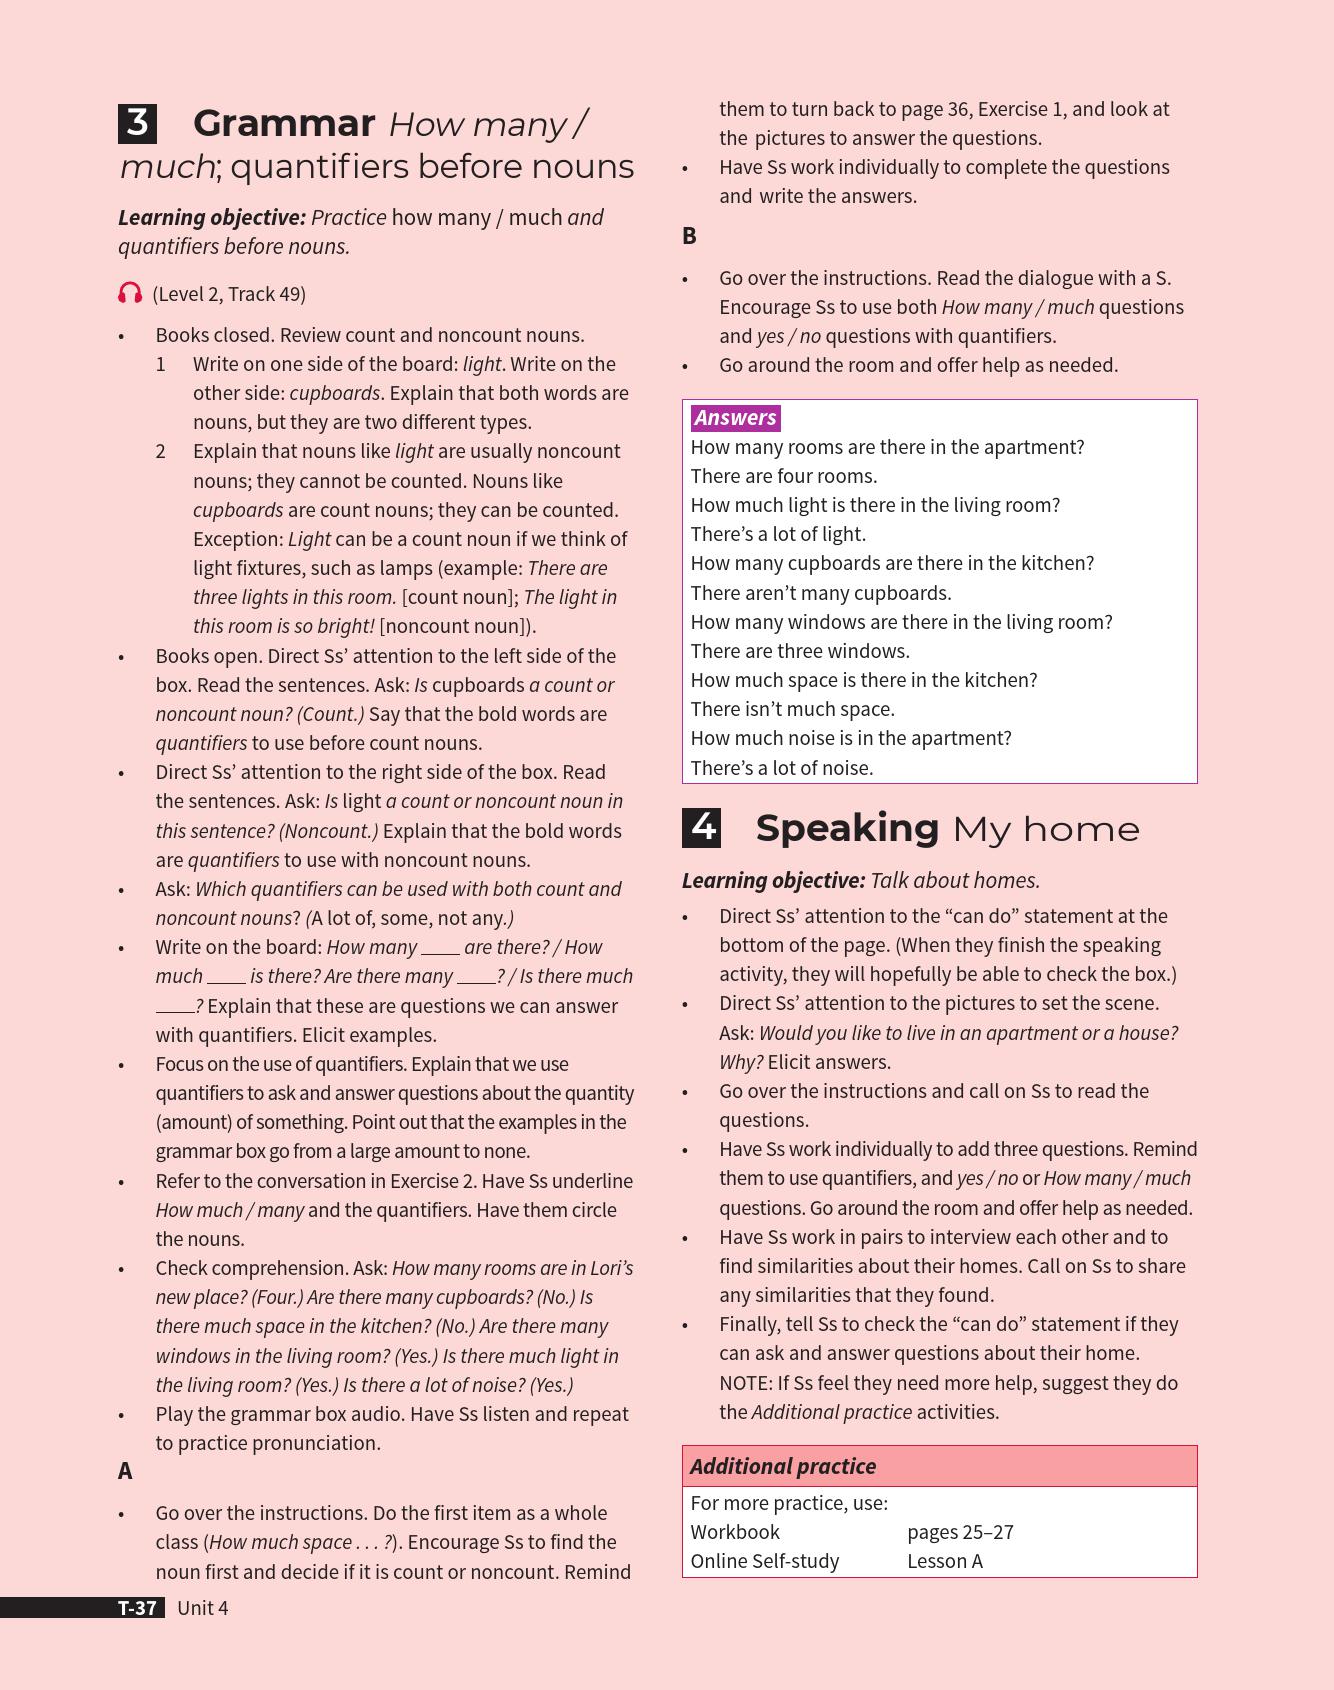 3 Grammar How many /
much; quantifiers before nouns
Learning objective: Practice how many / much and
quantifiers before nouns.
(Level 2, Track 49)
• Books closed. Review count and noncount nouns.
1 Write on one side of the board: light. Write on the
other side: cupboards. Explain that both words are
nouns, but they are two different types.
2 Explain that nouns like light are usually noncount
nouns; they cannot be counted. Nouns like
cupboards are count nouns; they can be counted.
Exception: Light can be a count noun if we think of
light fixtures, such as lamps (example: There are
three lights in this room. [count noun]; The light in
this room is so bright! [noncount noun]).
• Books open. Direct Ss’ attention to the left side of the
box. Read the sentences. Ask: Is cupboards a count or
noncount noun? (Count.) Say that the bold words are
quantifiers to use before count nouns.
• Direct Ss’ attention to the right side of the box. Read
the sentences. Ask: Is light a count or noncount noun in
this sentence? (Noncount.) Explain that the bold words
are quantifiers to use with noncount nouns.
• Ask: Which quantifiers can be used with both count and
noncount nouns? (A lot of, some, not any.)
• Write on the board: How many ____ are there? / How
much ____ is there? Are there many ____? / Is there much
____? Explain that these are questions we can answer
with quantifiers. Elicit examples.
• Focus on the use of quantifiers. Explain that we use
quantifiers to ask and answer questions about the quantity
(amount) of something. Point out that the examples in the
grammar box go from a large amount to none.
• Refer to the conversation in Exercise 2. Have Ss underline
How much / many and the quantifiers. Have them circle
the nouns.
• Check comprehension. Ask: How many rooms are in Lori’s
new place? (Four.) Are there many cupboards? (No.) Is
there much space in the kitchen? (No.) Are there many
windows in the living room? (Yes.) Is there much light in
the living room? (Yes.) Is there a lot of noise? (Yes.)
• Play the grammar box audio. Have Ss listen and repeat
to practice pronunciation.
A
• Go over the instructions. Do the first item as a whole
class (How much space . . . ?). Encourage Ss to find the
noun first and decide if it is count or noncount. Remind
them to turn back to page 36, Exercise 1, and look at
the pictures to answer the questions.
• Have Ss work individually to complete the questions
and write the answers.
B
• Go over the instructions. Read the dialogue with a S.
Encourage Ss to use both How many / much questions
and yes / no questions with quantifiers.
• Go around the room and offer help as needed.
Answers
How many rooms are there in the apartment?
There are four rooms.
How much light is there in the living room?
There’s a lot of light.
How many cupboards are there in the kitchen?
There aren’t many cupboards.
How many windows are there in the living room?
There are three windows.
How much space is there in the kitchen?
There isn’t much space.
How much noise is in the apartment?
There’s a lot of noise.
4 Speaking My home
Learning objective: Talk about homes.
• Direct Ss’ attention to the “can do” statement at the
bottom of the page. (When they finish the speaking
activity, they will hopefully be able to check the box.)
• Direct Ss’ attention to the pictures to set the scene.
Ask: Would you like to live in an apartment or a house?
Why? Elicit answers.
• Go over the instructions and call on Ss to read the
questions.
• Have Ss work individually to add three questions. Remind
them to use quantifiers, and yes / no or How many / much
questions. Go around the room and offer help as needed.
• Have Ss work in pairs to interview each other and to
find similarities about their homes. Call on Ss to share
any similarities that they found.
• Finally, tell Ss to check the “can do” statement if they
can ask and answer questions about their home.
NOTE: If Ss feel they need more help, suggest they do
the Additional practice activities.
Additional practice
For more practice, use:
Workbook pages 25–27
Online Self-study Lesson A
T-37 Unit 4